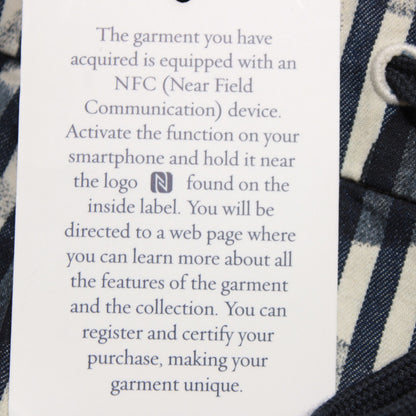 The garment you have
acquired is equipped with an
NFC (Near Field
Communication) device.
Activate the function on your
smartphone and hold it near
the logo N found on the
inside label. You will be
directed to a web page where
you can learn more about all
the features of the garment
and the collection. You can
register and certify your
purchase, making your
garment unique.